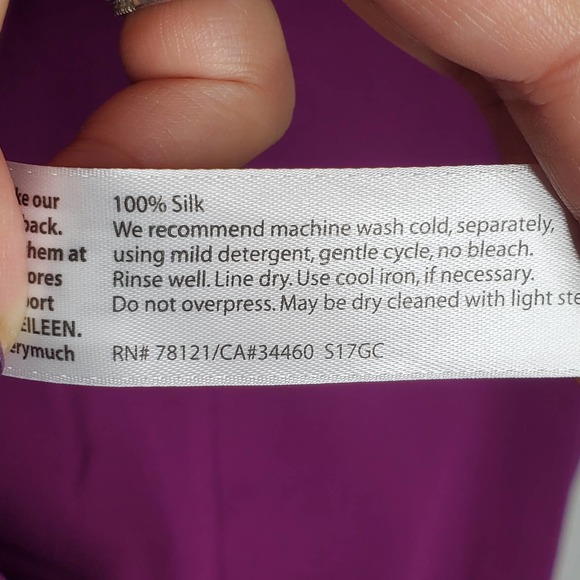 ke our
back.
hem at
ores
ort
EILEEN.
erymuch
100% Silk
We recommend machine wash cold, separately,
using mild detergent, gentle cycle, no bleach.
Rinse well. Line dry. Use cool iron, if necessary.
Do not overpress. May be dry cleaned with light ste
RN# 78121/CA#34460 S17GC